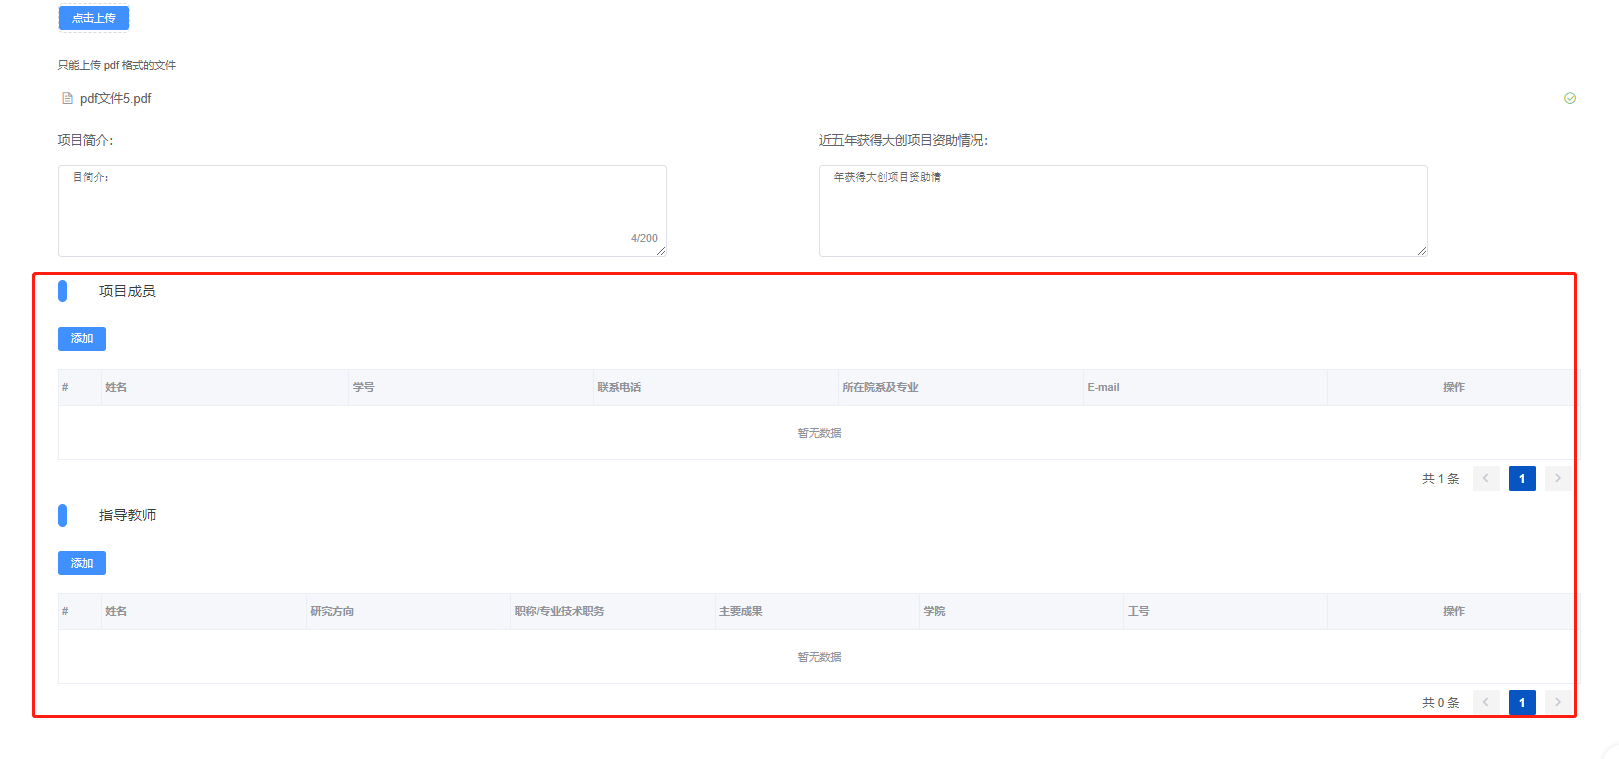 点击上传
只能上传 pdf 格式的文件
pdf文件5.pdf
项目简介:
近五年获得大创项目资助情况:
目简介:
年获得大创项目资助情
4/200
项目成员
添加
# 姓名 学号 联系电话 所在院系及专业 E-mail 操作
暂无数据
共 1 条 1
指导教师
添加
# 姓名 研究方向 职称/专业技术职务 主要成果 学院 工号 操作
暂无数据
共 0 条 1